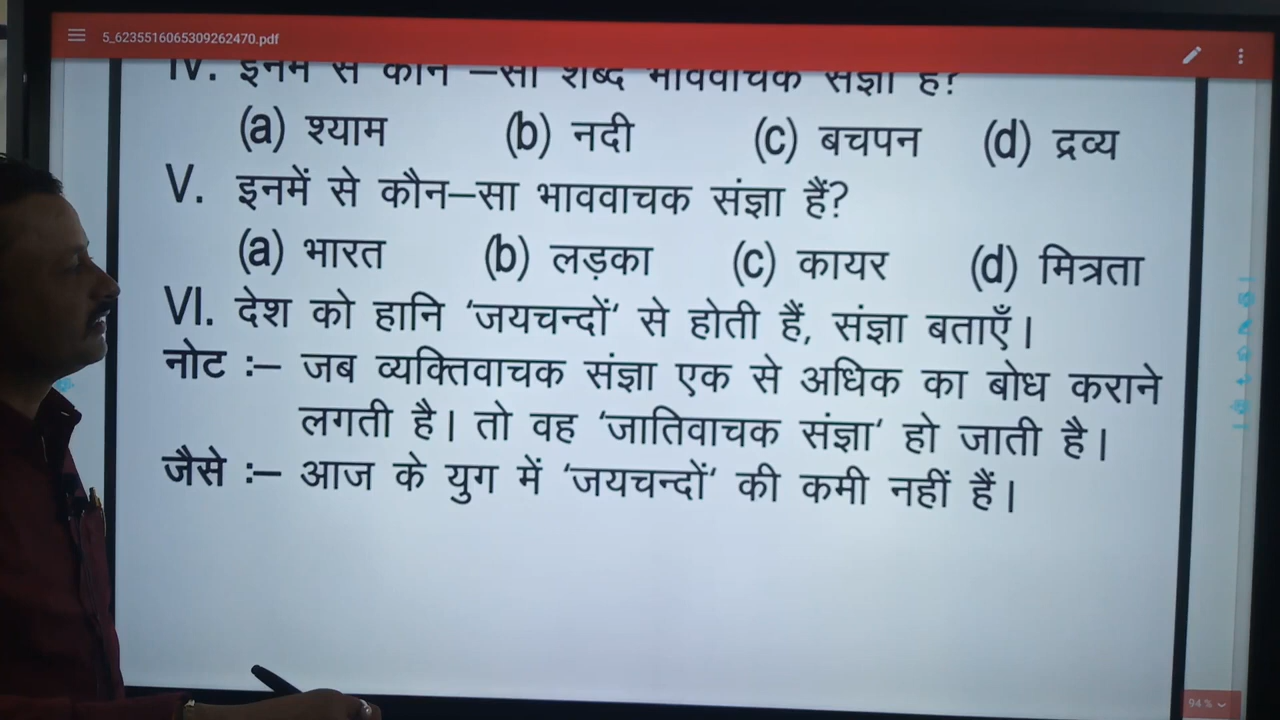 5_6235516065309262470.pdf
IV. इनमें से कौन –सा शब्द भाववाचक संज्ञा है?
(a) श्याम (b) नदी (c) बचपन (d) द्रव्य
V. इनमें से कौन–सा भाववाचक संज्ञा हैं?
(a) भारत (b) लड़का (c) कायर (d) मित्रता
VI. देश को हानि ‘जयचन्दों‘ से होती हैं, संज्ञा बताएँ।
नोट :– जब व्यक्तिवाचक संज्ञा एक से अधिक का बोध कराने
लगती है। तो वह ‘जातिवाचक संज्ञा‘ हो जाती है।
जैसे :– आज के युग में ‘जयचन्दों‘ की कमी नहीं हैं।
94 %